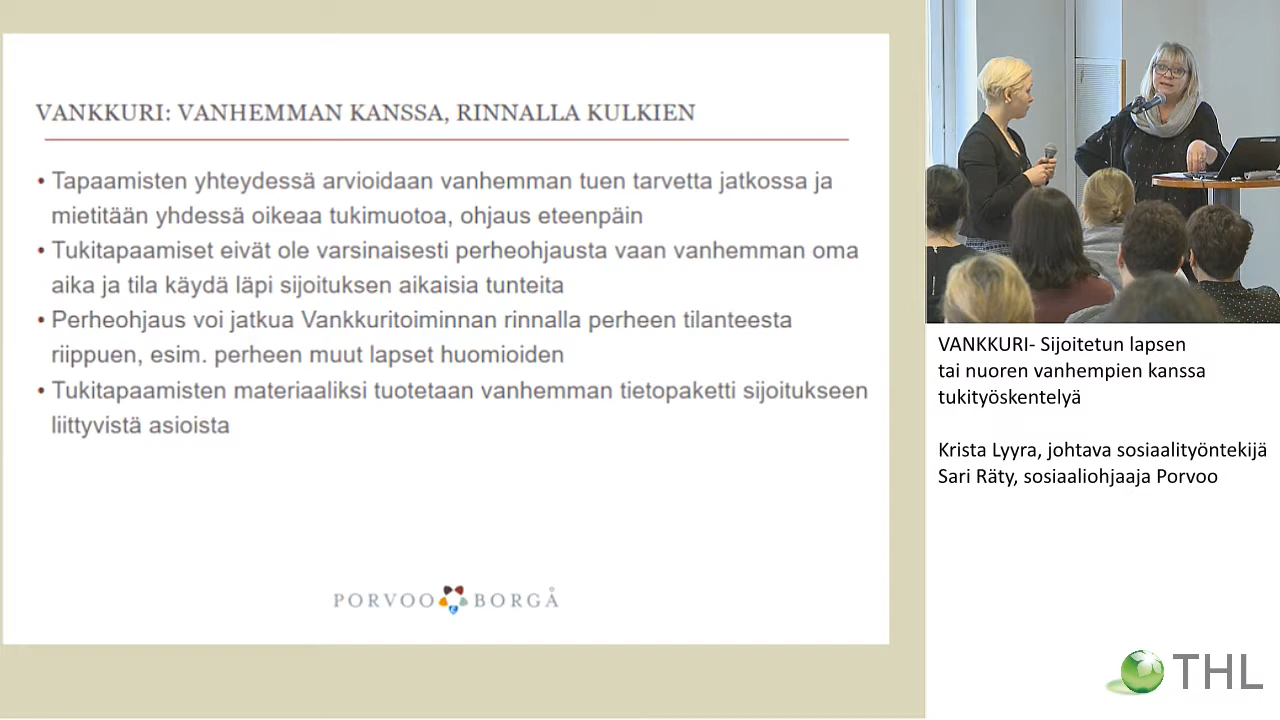 VANKKURI: VANHEMMAN KANSSA, RINNALLA KULKIEN
• Tapaamisten yhteydessä arvioidaan vanhemman tuen tarvetta jatkossa ja
mietitään yhdessä oikeaa tukimuotoa, ohjaus eteenpäin
• Tukitapaamiset eivät ole varsinaisesti perheohjausta vaan vanhemman oma
aika ja tila käydä läpi sijoituksen aikaisia tunteita
• Perheohjaus voi jatkua Vankkuritoiminnan rinnalla perheen tilanteesta
riippuen, esim. perheen muut lapset huomioiden
• Tukitapaamisten materiaaliksi tuotetaan vanhemman tietopaketti sijoitukseen
liittyvistä asioista
PORVOO BORGÅ
VANKKURI- Sijoitetun lapsen
tai nuoren vanhempien kanssa
tukityöskentelyä
Krista Lyyra, johtava sosiaalityöntekijä
Sari Räty, sosiaaliohjaaja Porvoo
THL